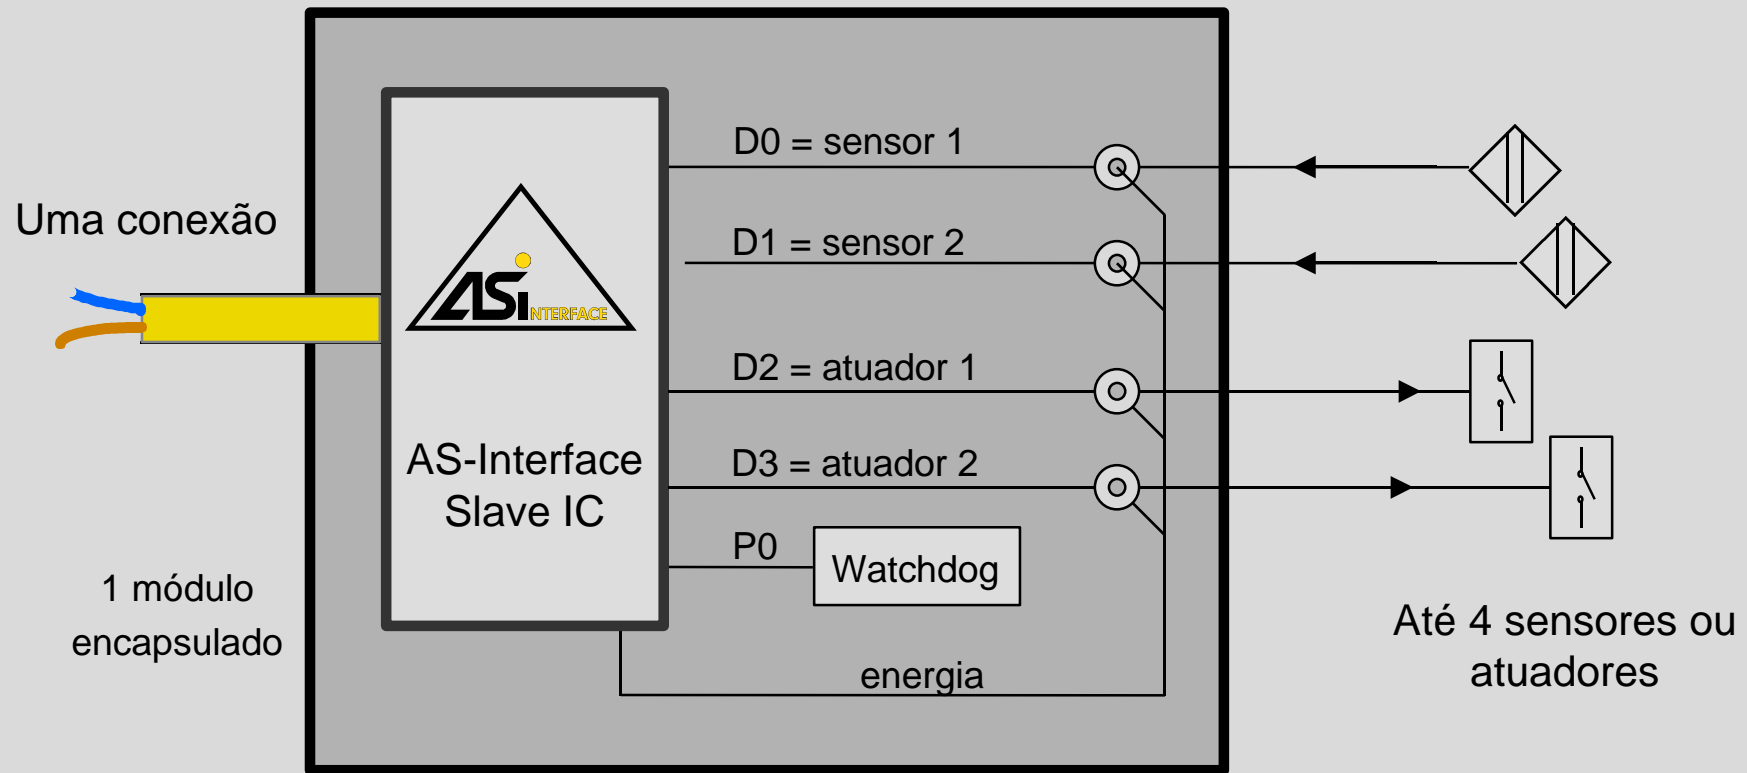 Uma conexão
1 módulo
encapsulado
ASi
NTERFACE
AS-Interface
Slave IC
D0 = sensor 1
D1 = sensor 2
D2 = atuador 1
D3 = atuador 2
P0
Watchdog
energia
Até 4 sensores ou
atuadores